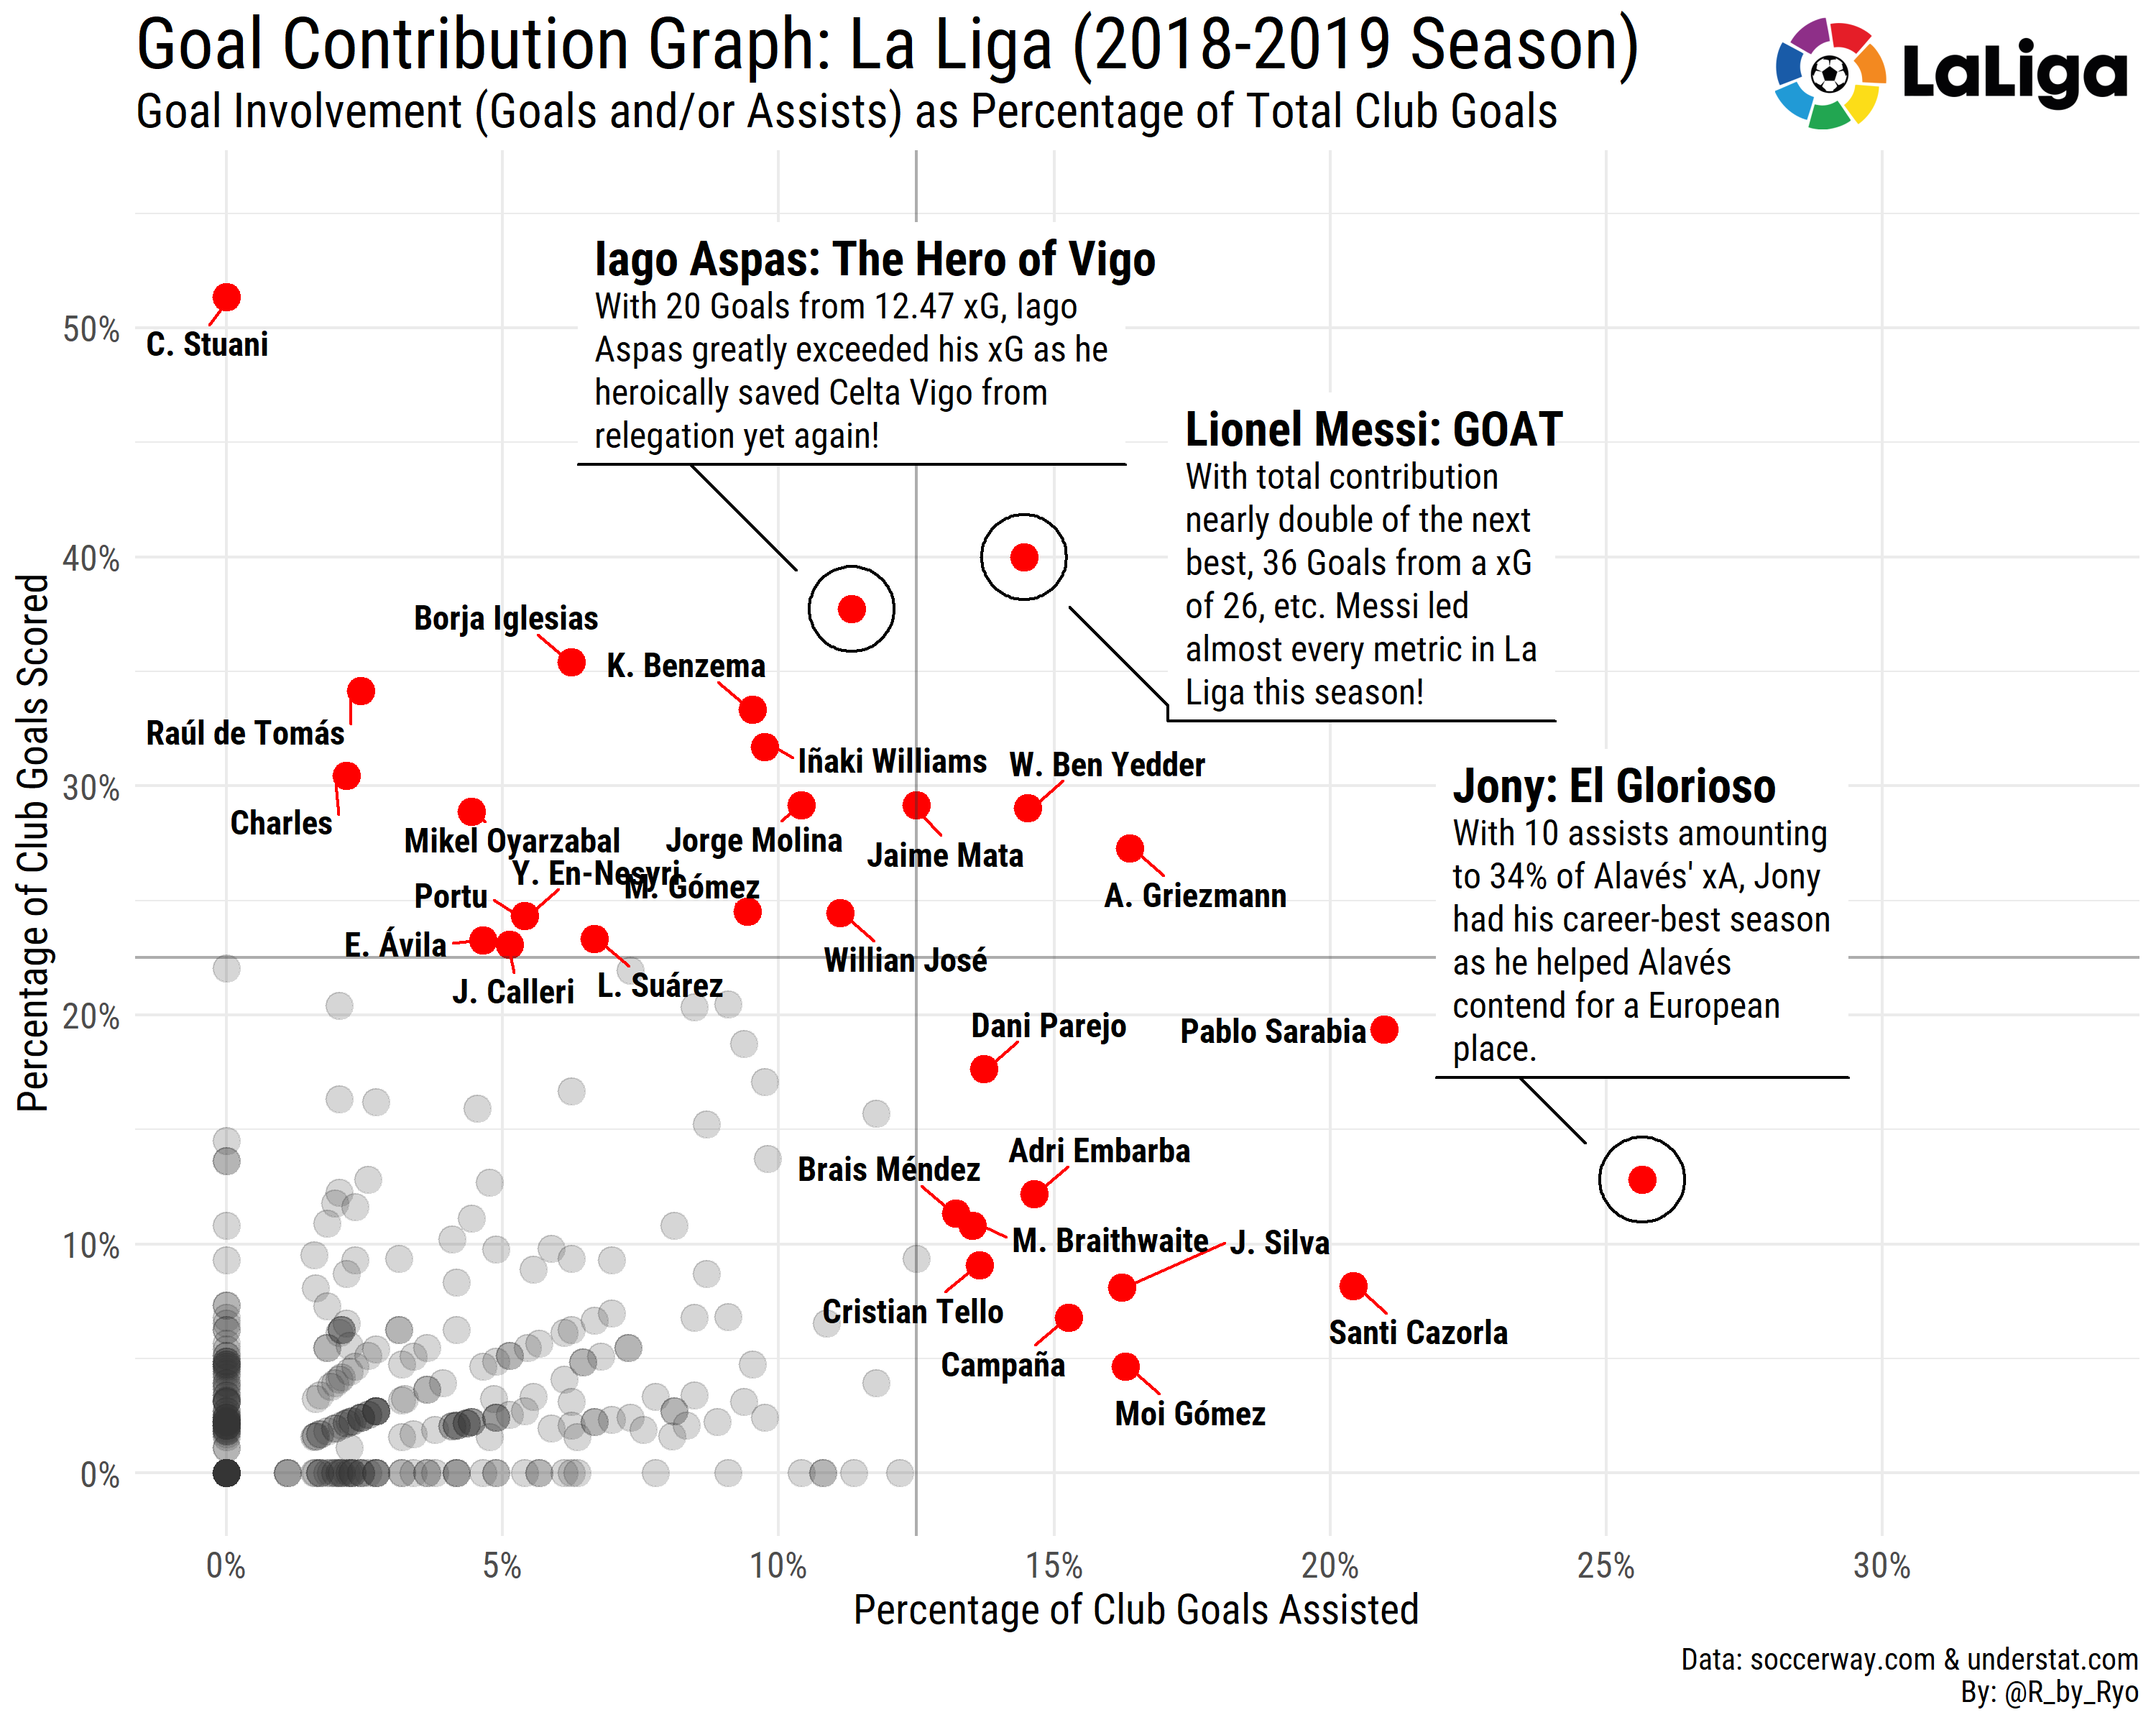 Goal Contribution Graph: La Liga (2018-2019 Season)
Goal Involvement (Goals and/or Assists) as Percentage of Total Club Goals
LaLiga
Percentage of Club Goals Scored
50%
40%
30%
20%
10%
0%
C. Stuani
Iago Aspas: The Hero of Vigo
With 20 Goals from 12.47 xG, Iago
Aspas greatly exceeded his xG as he
heroically saved Celta Vigo from
relegation yet again!
Lionel Messi: GOAT
With total contribution
nearly double of the next
best, 36 Goals from a xG
of 26, etc. Messi led
almost every metric in La
Liga this season!
Borja Iglesias
K. Benzema
Raúl de Tomás
Iñaki Williams
W. Ben Yedder
Charles
Mikel Oyarzabal
Jorge Molina
Jaime Mata
A. Griezmann
Y. En-Nesyri
M. Gómez
Portu
E. Ávila
J. Calleri
L. Suárez
Willian José
Jony: El Glorioso
With 10 assists amounting
to 34% of Alavés' xA, Jony
had his career-best season
as he helped Alavés
contend for a European
place.
Dani Parejo
Pablo Sarabia
Adri Embarba
Brais Méndez
M. Braithwaite
J. Silva
Cristian Tello
Santi Cazorla
Campaña
Moi Gómez
0%
5%
10%
15%
20%
25%
30%
Percentage of Club Goals Assisted
Data: soccerway.com & understat.com
By: @R_by_Ryo